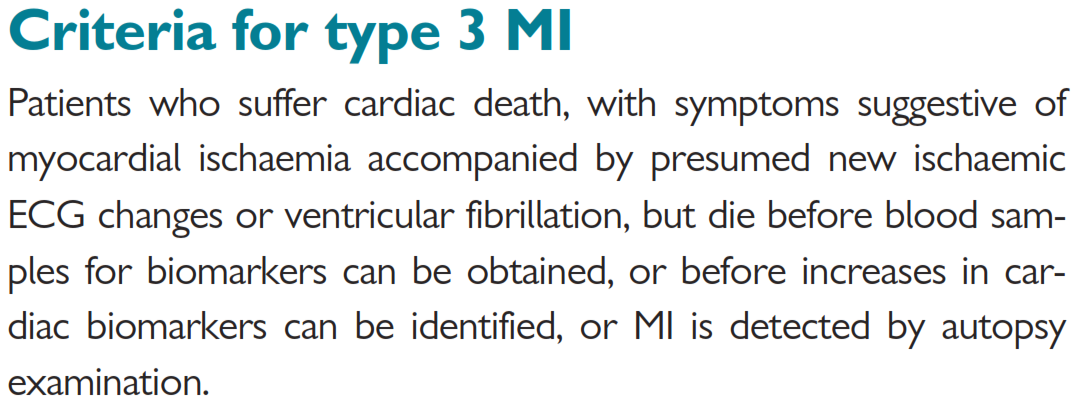 Criteria for type 3 MI
Patients who suffer cardiac death, with symptoms suggestive of
myocardial ischaemia accompanied by presumed new ischaemic
ECG changes or ventricular fibrillation, but die before blood sam-
ples for biomarkers can be obtained, or before increases in car-
diac biomarkers can be identified, or MI is detected by autopsy
examination.